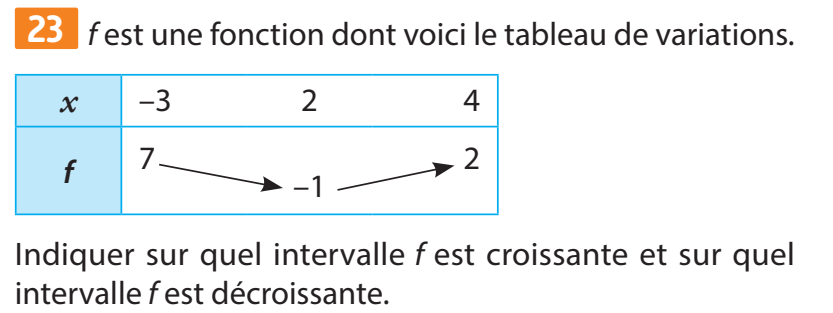 23 f est une fonction dont voici le tableau de variations.
x –3 2 4
f 7 –1 2
Indiquer sur quel intervalle f est croissante et sur quel
intervalle f est décroissante.